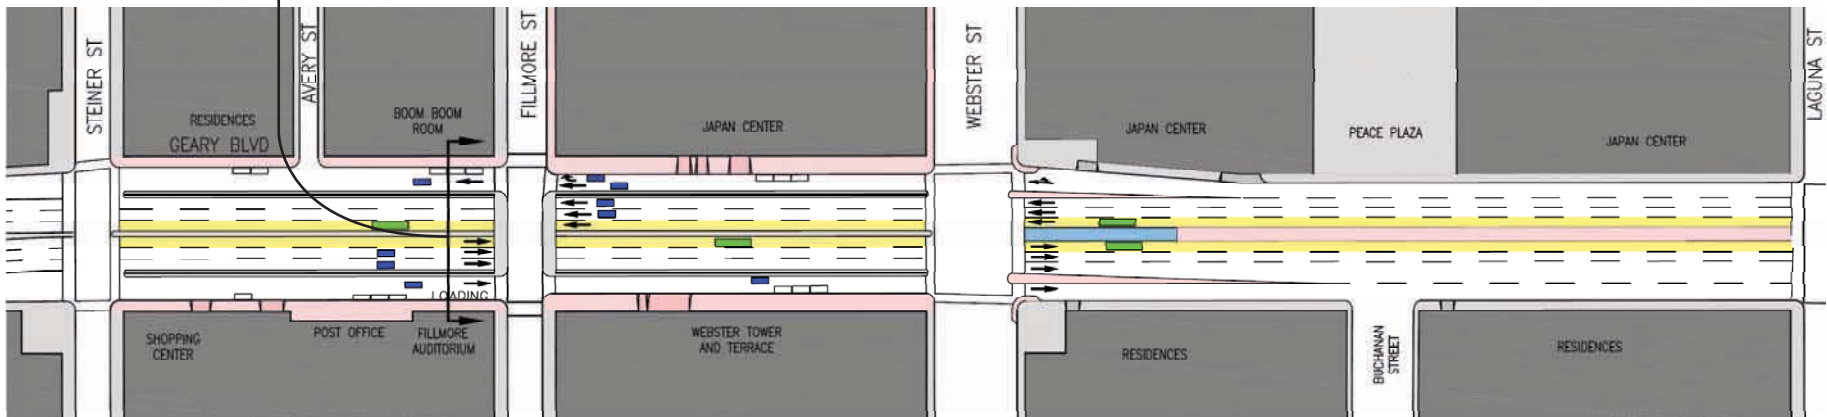 STEINER ST
AVERY ST
FILLMORE ST
WEBSTER ST
LAGUNA ST
RESIDENCES
GEARY BLVD
BOOM BOOM
ROOM
JAPAN CENTER
JAPAN CENTER
PEACE PLAZA
JAPAN CENTER
LOADING
SHOPPING
CENTER
POST OFFICE
FILLMORE
AUDITORIUM
WEBSTER TOWER
AND TERRACE
RESIDENCES
BUCHANAN
STREET
RESIDENCES